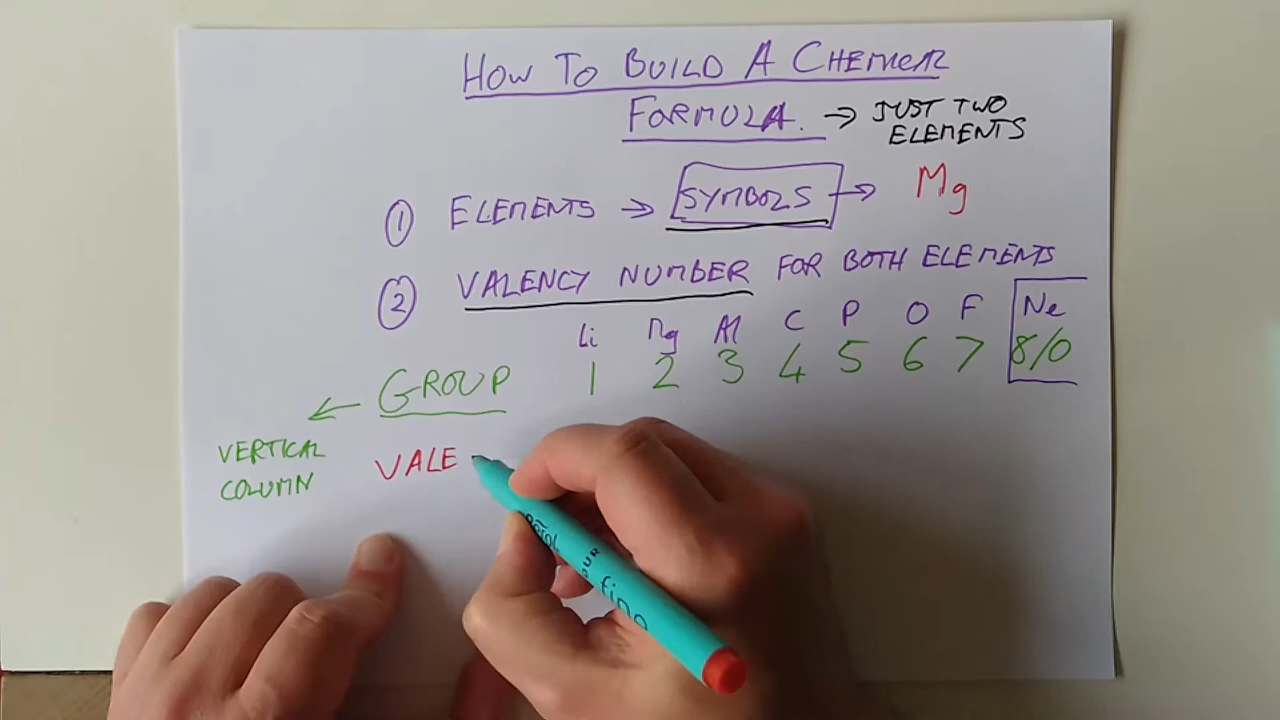 HOW TO BUILD A CHEMICAL
FORMULA. → JUST TWO
ELEMENTS
① ELEMENTS → SYMBOLS → Mg
② VALENCY NUMBER FOR BOTH ELEMENTS
Li Mg Al C P O F Ne
GROUP 1 2 3 4 5 6 7 8/0
← VERTICAL
COLUMN
VALE
fine